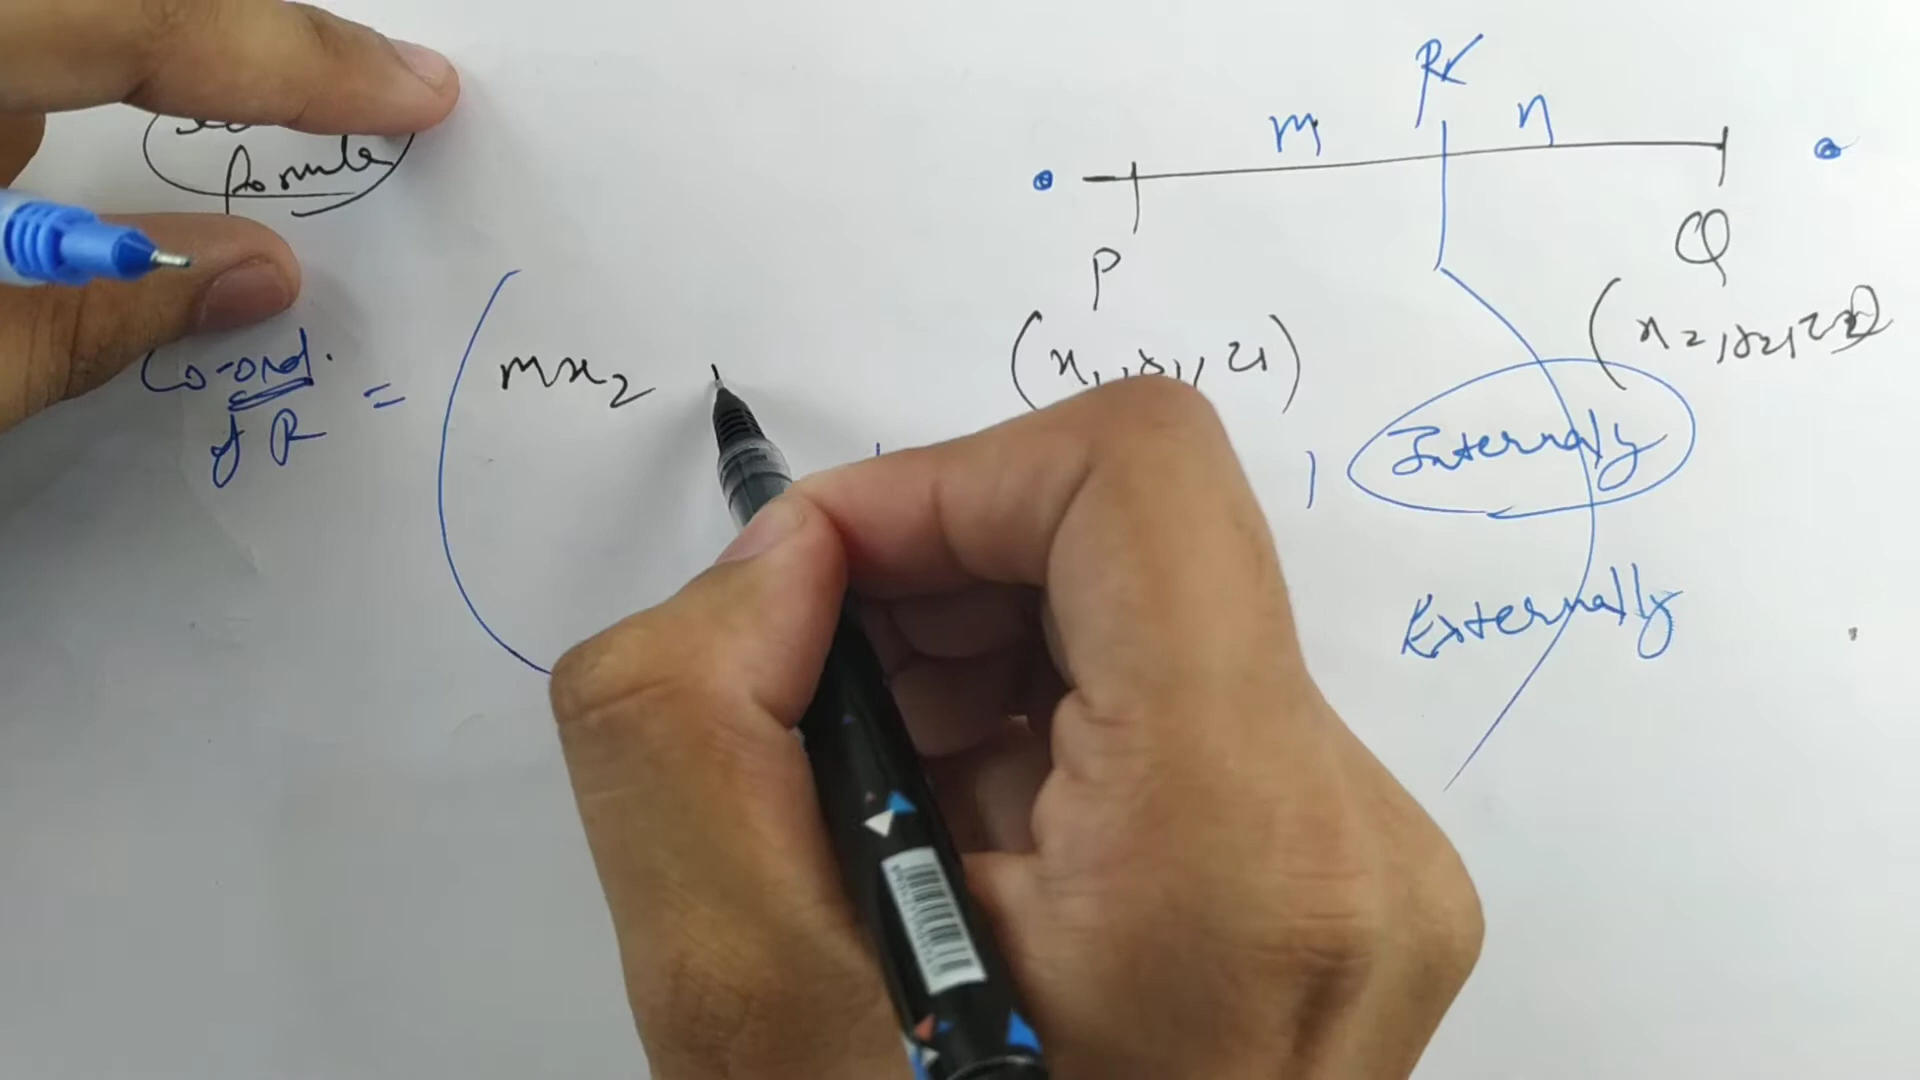 formula
R
m n
P Q
(x1, y1, z1) (x2, y2, z2)
Co-ord.
of R = ( mx2
, Internally
Externally